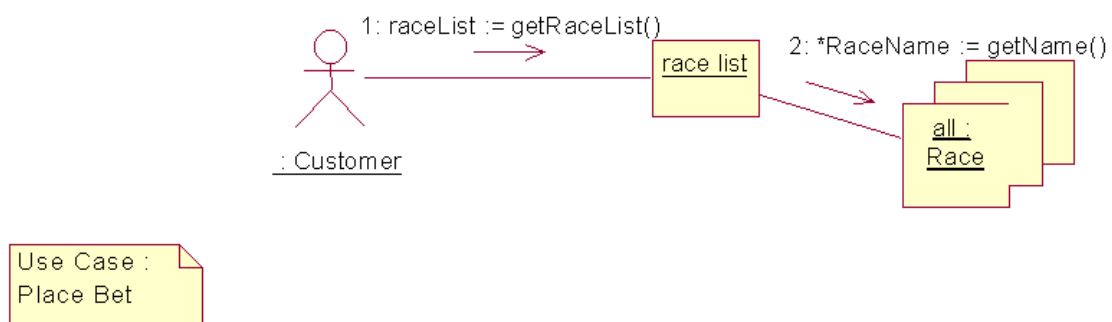 1: raceList := getRaceList()
2: *RaceName := getName()
race list
all :
Race
: Customer
Use Case :
Place Bet